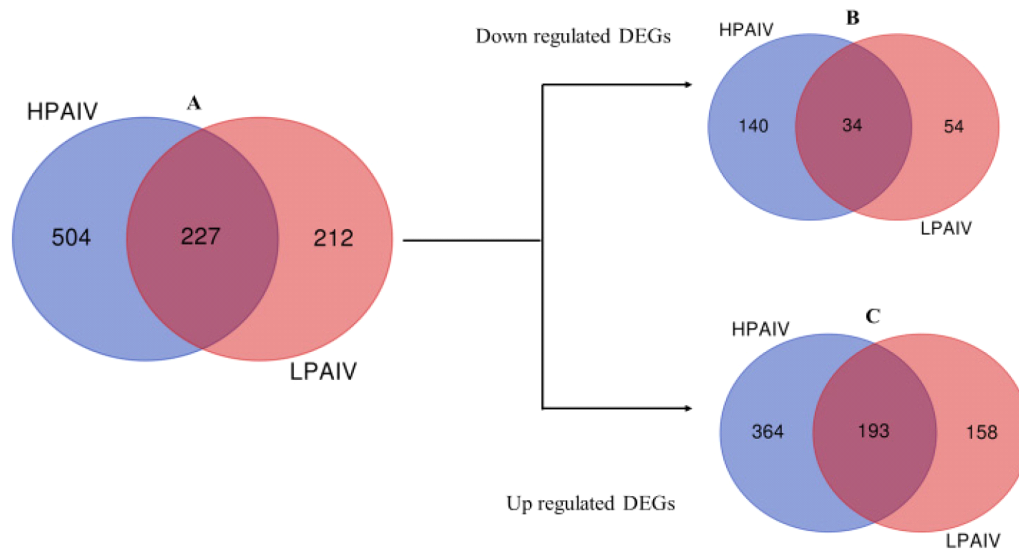 A
HPAIV
504
227
212
LPAIV
Down regulated DEGs
B
HPAIV
140
34
54
LPAIV
C
HPAIV
364
193
158
LPAIV
Up regulated DEGs